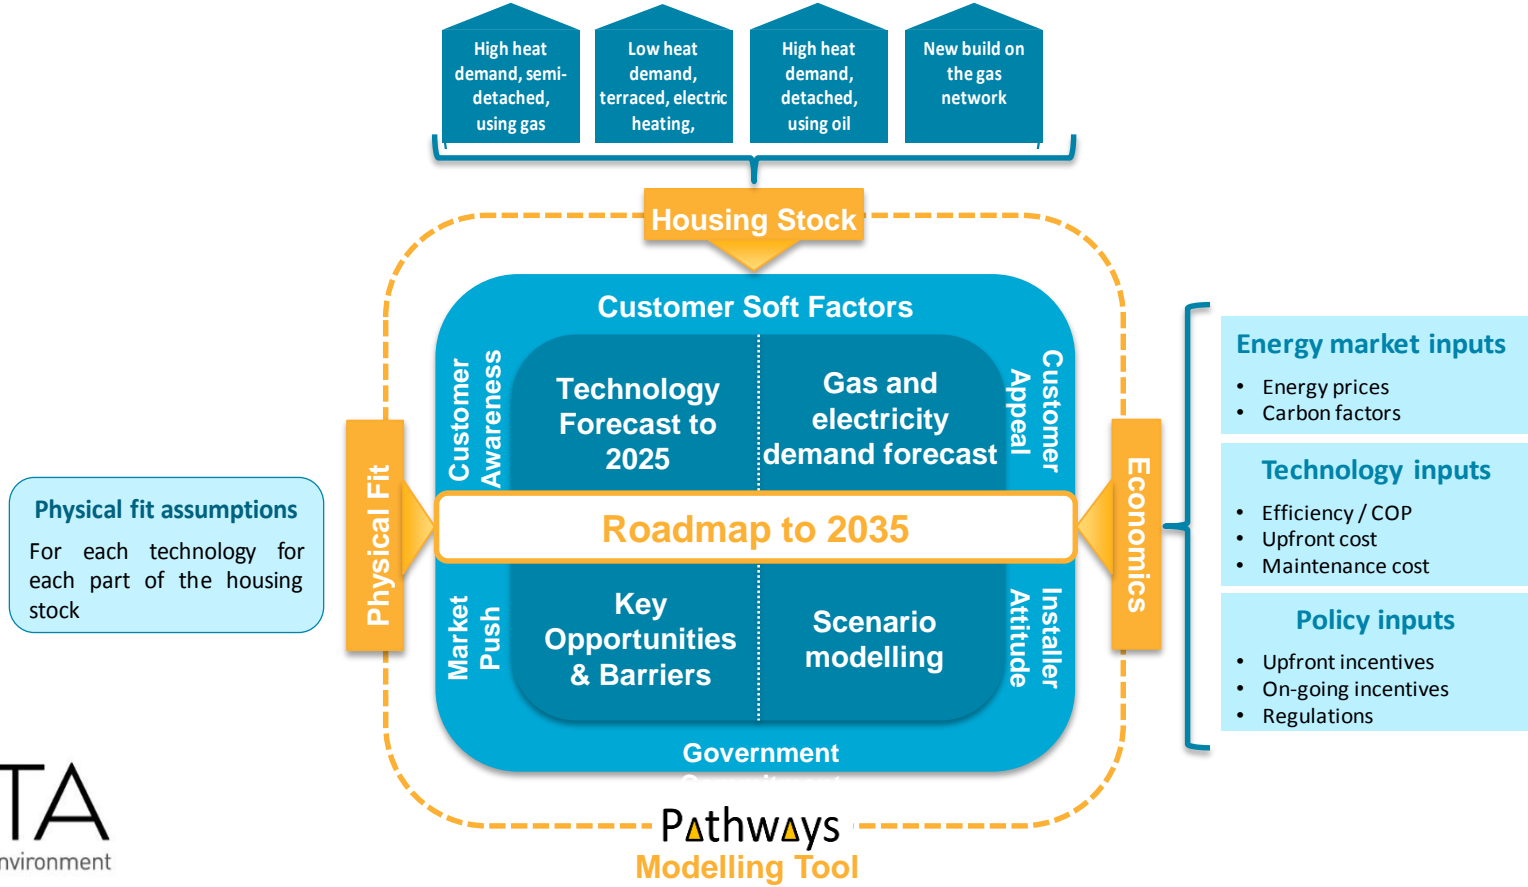 High heat
demand, semi-
detached,
using gas
Low heat
demand,
terraced, electric
heating,
High heat
demand,
detached,
using oil
New build on
the gas
network
Housing Stock
Customer Soft Factors
Customer
Awareness
Technology
Forecast to
2025
Gas and
electricity
demand forecast
Customer
Appeal
Physical fit assumptions
For each technology for
each part of the housing
stock
Physical Fit
Roadmap to 2035
Economics
Energy market inputs
• Energy prices
• Carbon factors
Technology inputs
• Efficiency / COP
• Upfront cost
• Maintenance cost
Policy inputs
• Upfront incentives
• On-going incentives
• Regulations
Market
Push
Key
Opportunities
& Barriers
Scenario
modelling
Installer
Attitude
Government
Pathways
Modelling Tool
TA
nvironment